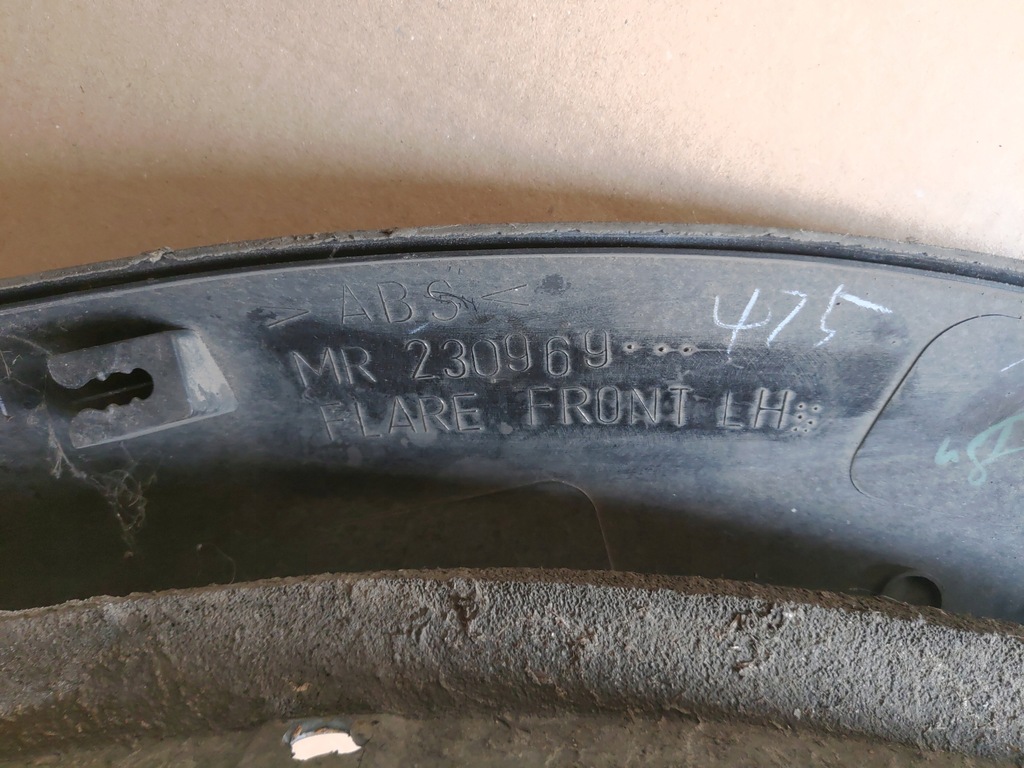 >ABS<
475
MR 230969
FLARE FRONT LH